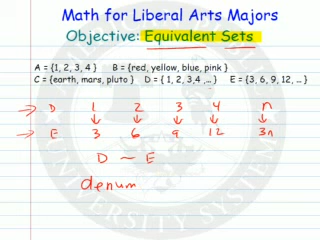 Math for Liberal Arts Majors
Objective: Equivalent Sets
A = {1, 2, 3, 4 } B = {red, yellow, blue, pink }
C = {earth, mars, pluto } D = { 1, 2, 3,4 ,... } E = {3, 6, 9, 12, ... }
→ D 1 2 3 4 n
↓ ↓ ↓ ↓ ↓
→ E 3 6 9 12 3n
D ~ E
denum